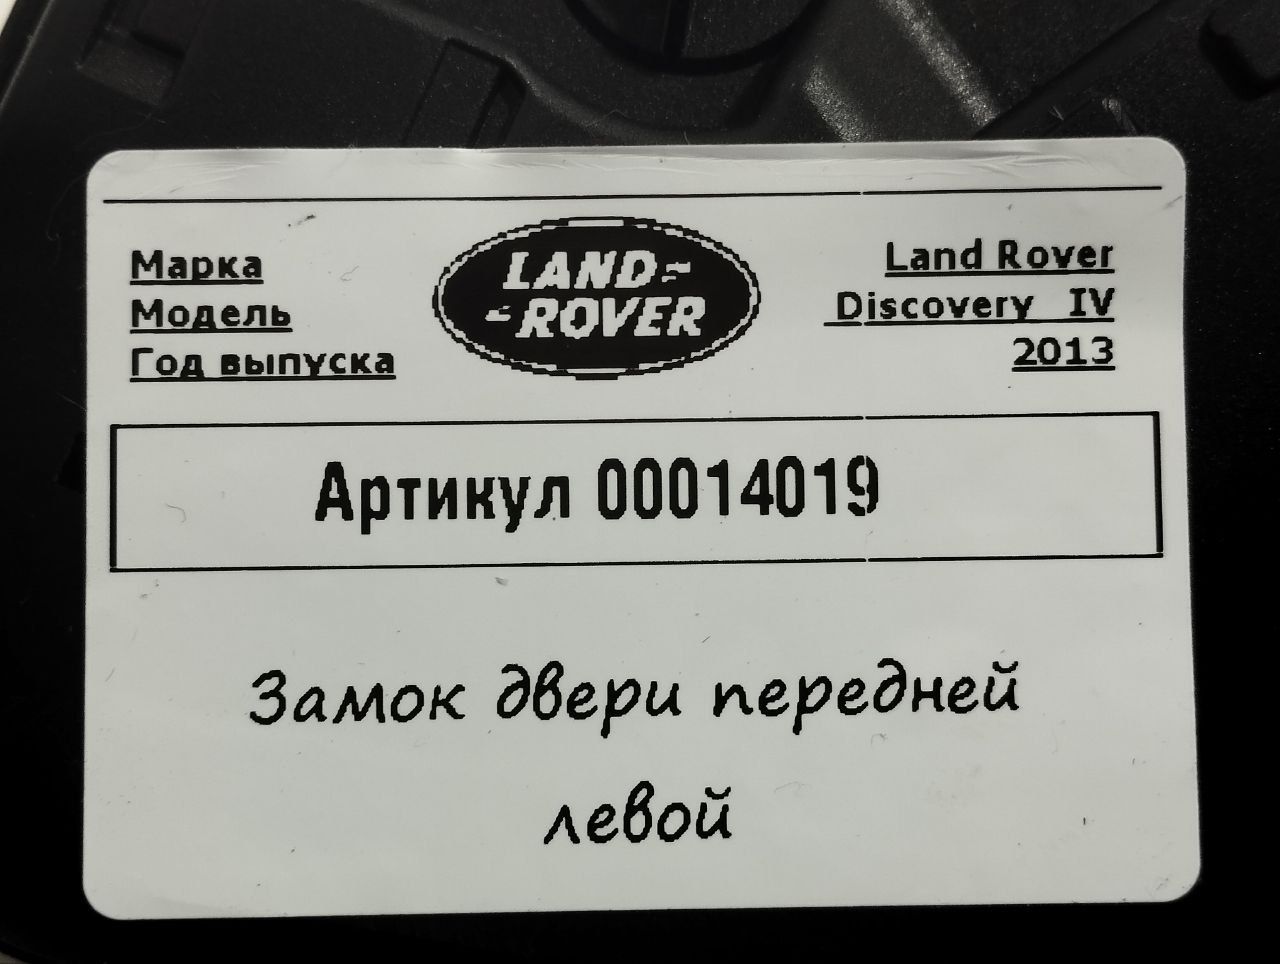 Марка
Модель
Год выпуска
LAND
ROVER
Land Rover
Discovery IV
2013
Артикул 00014019
Замок двери передней
левой